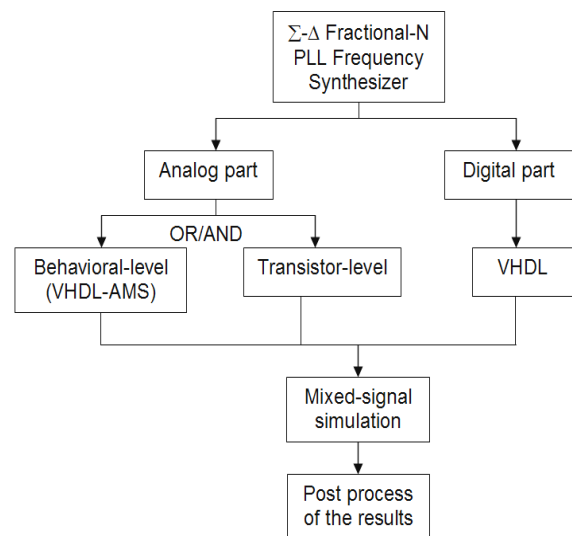 Σ-Δ Fractional-N
PLL Frequency
Synthesizer
Analog part
Digital part
OR/AND
Behavioral-level
(VHDL-AMS)
Transistor-level
VHDL
Mixed-signal
simulation
Post process
of the results